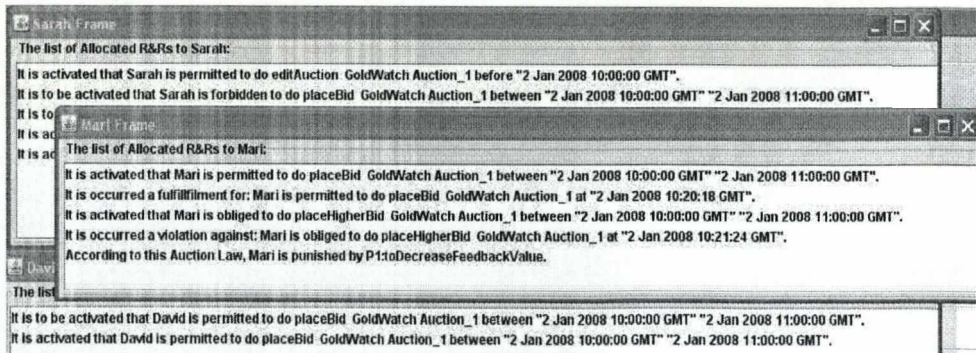 Sarah Frame
The list of Allocated R&Rs to Sarah:
It is activated that Sarah is permitted to do editAuction GoldWatch Auction_1 before "2 Jan 2008 10:00:00 GMT".
It is to be activated that Sarah is forbidden to do placeBid GoldWatch Auction_1 between "2 Jan 2008 10:00:00 GMT" "2 Jan 2008 11:00:00 GMT".
It is to
It is ac
It is ac
Mari Frame
The list of Allocated R&Rs to Mari:
It is activated that Mari is permitted to do placeBid GoldWatch Auction_1 between "2 Jan 2008 10:00:00 GMT" "2 Jan 2008 11:00:00 GMT".
It is occurred a fulfillfilment for: Mari is permitted to do placeBid GoldWatch Auction_1 at "2 Jan 2008 10:20:18 GMT".
It is activated that Mari is obliged to do placeHigherBid GoldWatch Auction_1 between "2 Jan 2008 10:00:00 GMT" "2 Jan 2008 11:00:00 GMT".
It is occurred a violation against: Mari is obliged to do placeHigherBid GoldWatch Auction_1 at "2 Jan 2008 10:21:24 GMT".
According to this Auction Law, Mari is punished by P1:toDecreaseFeedbackValue.
Davi
The list
It is to be activated that David is permitted to do placeBid GoldWatch Auction_1 between "2 Jan 2008 10:00:00 GMT" "2 Jan 2008 11:00:00 GMT".
It is activated that David is permitted to do placeBid GoldWatch Auction_1 between "2 Jan 2008 10:00:00 GMT" "2 Jan 2008 11:00:00 GMT".